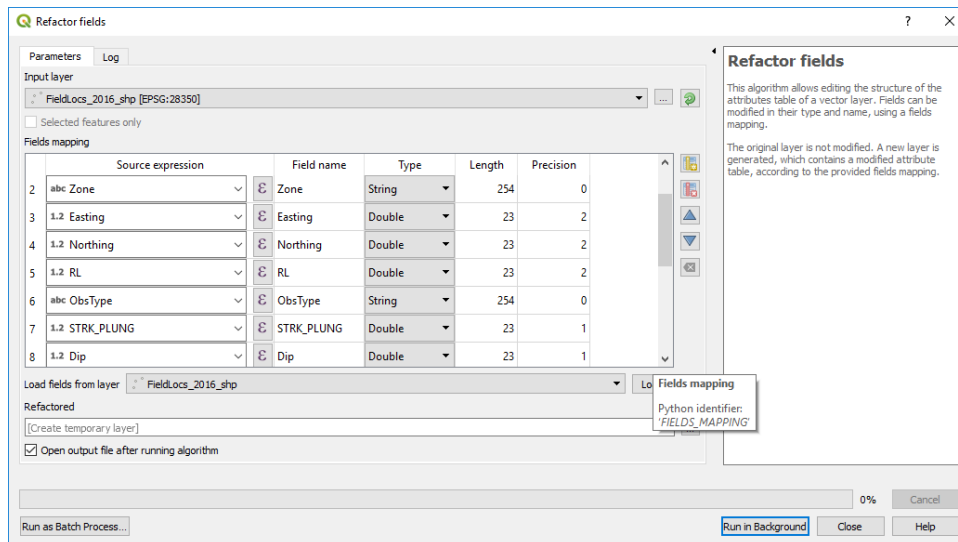 Refactor fields
?
Parameters Log
Input layer
FieldLocs_2016_shp [EPSG:28350]
...
Selected features only
Fields mapping
Source expression Field name Type Length Precision
2 abc Zone ε Zone String 254 0
3 1.2 Easting ε Easting Double 23 2
4 1.2 Northing ε Northing Double 23 2
5 1.2 RL ε RL Double 23 2
6 abc ObsType ε ObsType String 254 0
7 1.2 STRK_PLUNG ε STRK_PLUNG Double 23 1
8 1.2 Dip ε Dip Double 23 1
Load fields from layer FieldLocs_2016_shp
Fields mapping
Python identifier:
'FIELDS_MAPPING'
Refactored
[Create temporary layer]
Open output file after running algorithm
0% Cancel
Run as Batch Process... Run in Background Close Help
Refactor fields
This algorithm allows editing the structure of the
attributes table of a vector layer. Fields can be
modified in their type and name, using a fields
mapping.
The original layer is not modified. A new layer is
generated, which contains a modified attribute
table, according to the provided fields mapping.